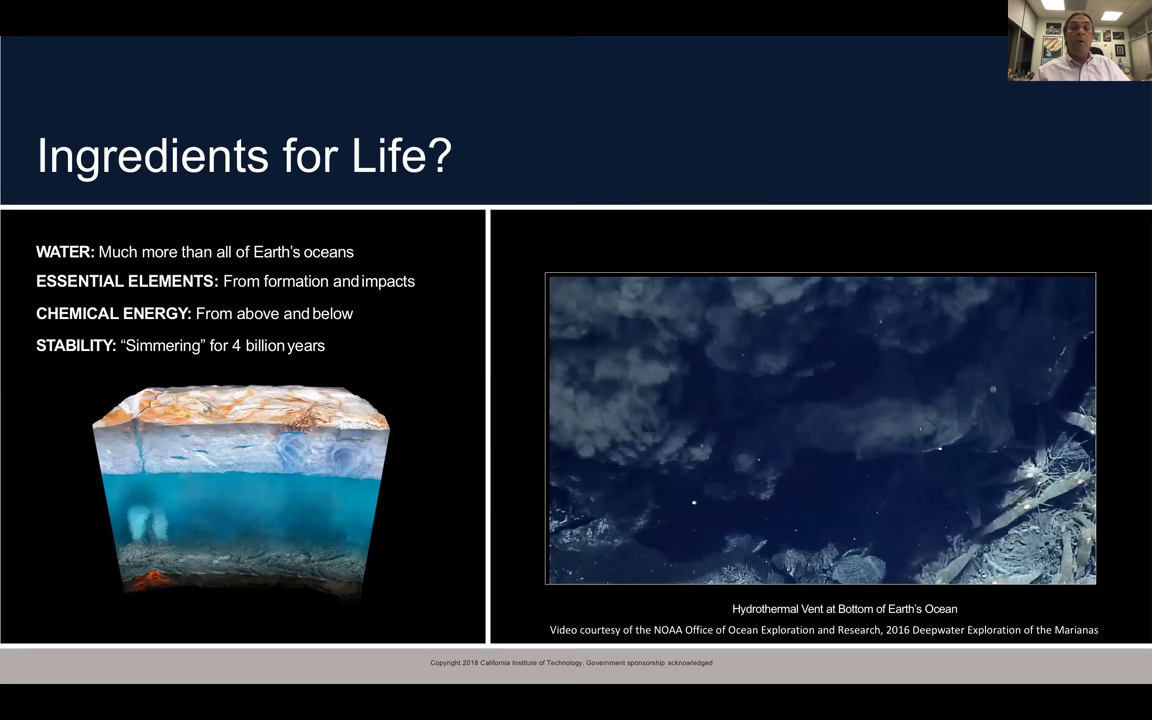 Ingredients for Life?
WATER: Much more than all of Earth's oceans
ESSENTIAL ELEMENTS: From formation and impacts
CHEMICAL ENERGY: From above and below
STABILITY: “Simmering” for 4 billion years
Hydrothermal Vent at Bottom of Earth's Ocean
Video courtesy of the NOAA Office of Ocean Exploration and Research, 2016 Deepwater Exploration of the Marianas
Copyright 2018 California Institute of Technology. Government sponsorship acknowledged